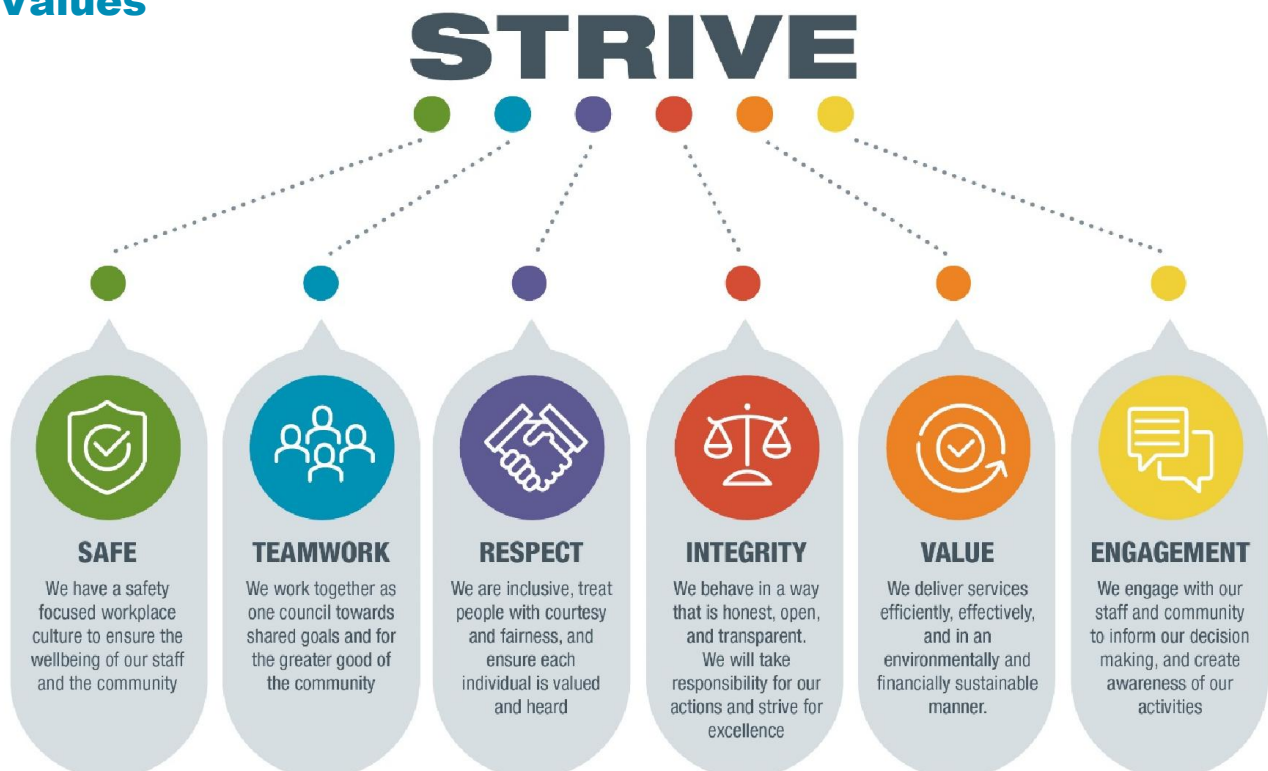 Values
STRIVE
SAFE
We have a safety
focused workplace
culture to ensure the
wellbeing of our staff
and the community
TEAMWORK
We work together as
one council towards
shared goals and for
the greater good of
the community
RESPECT
We are inclusive, treat
people with courtesy
and fairness, and
ensure each
individual is valued
and heard
INTEGRITY
We behave in a way
that is honest, open,
and transparent.
We will take
responsibility for our
actions and strive for
excellence
VALUE
We deliver services
efficiently, effectively,
and in an
environmentally and
financially sustainable
manner.
ENGAGEMENT
We engage with our
staff and community
to inform our decision
making, and create
awareness of our
activities